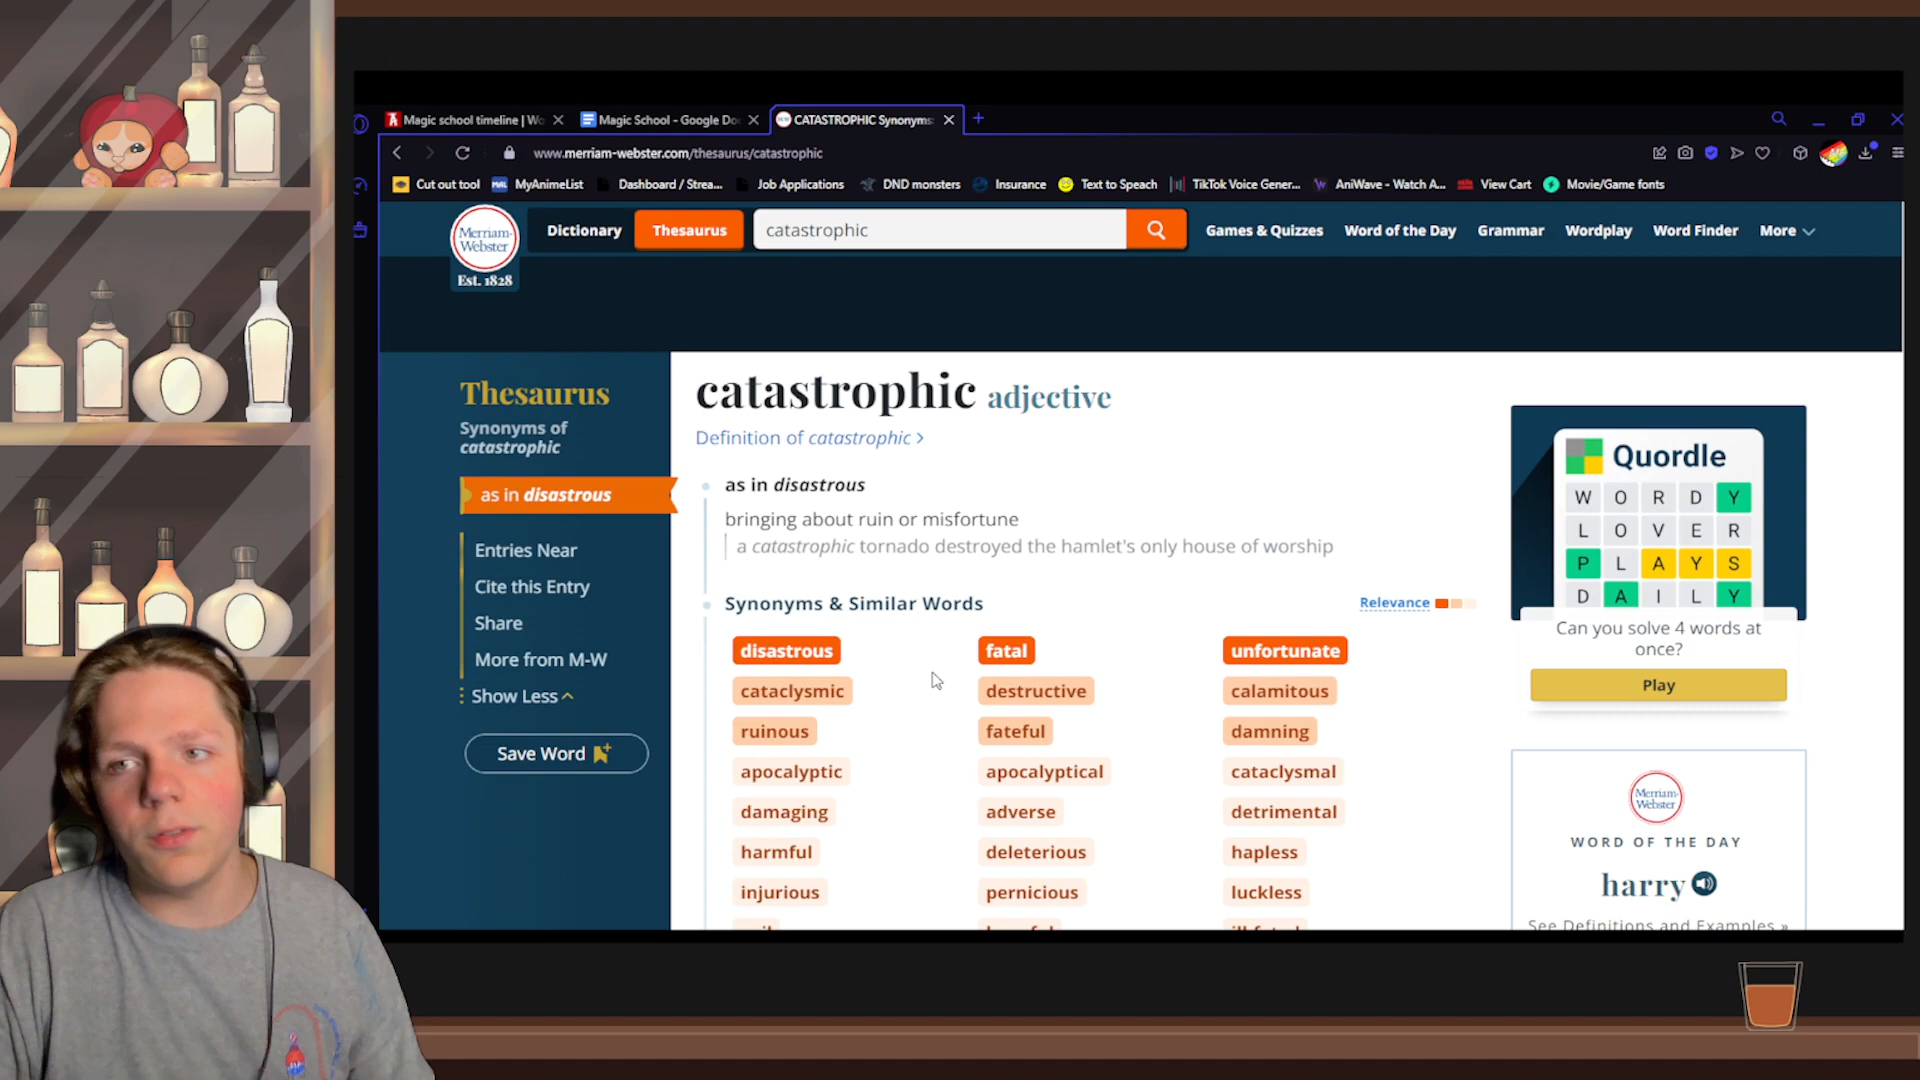 Magic school timeline | Wo
Magic School - Google Do
CATASTROPHIC Synonyms
www.merriam-webster.com/thesaurus/catastrophic
Cut out tool
MAL MyAnimeList
Dashboard / Strea...
Job Applications
DND monsters
Insurance
Text to Speach
TikTok Voice Gener...
AniWave - Watch A...
View Cart
Movie/Game fonts
Merriam-
Webster
Est. 1828
Dictionary
Thesaurus
catastrophic
Games & Quizzes
Word of the Day
Grammar
Wordplay
Word Finder
More
Thesaurus
Synonyms of
catastrophic
as in disastrous
Entries Near
Cite this Entry
Share
More from M-W
Show Less
Save Word
catastrophic adjective
Definition of catastrophic >
as in disastrous
bringing about ruin or misfortune
a catastrophic tornado destroyed the hamlet's only house of worship
Synonyms & Similar Words
Relevance
disastrous fatal unfortunate
cataclysmic destructive calamitous
ruinous fateful damning
apocalyptic apocalyptical cataclysmal
damaging adverse detrimental
harmful deleterious hapless
injurious pernicious luckless
Quordle
W O R D Y
L O V E R
P L A Y S
D A I L Y
Can you solve 4 words at
once?
Play
Merriam-
Webster
WORD OF THE DAY
harry
See Definitions and Examples »